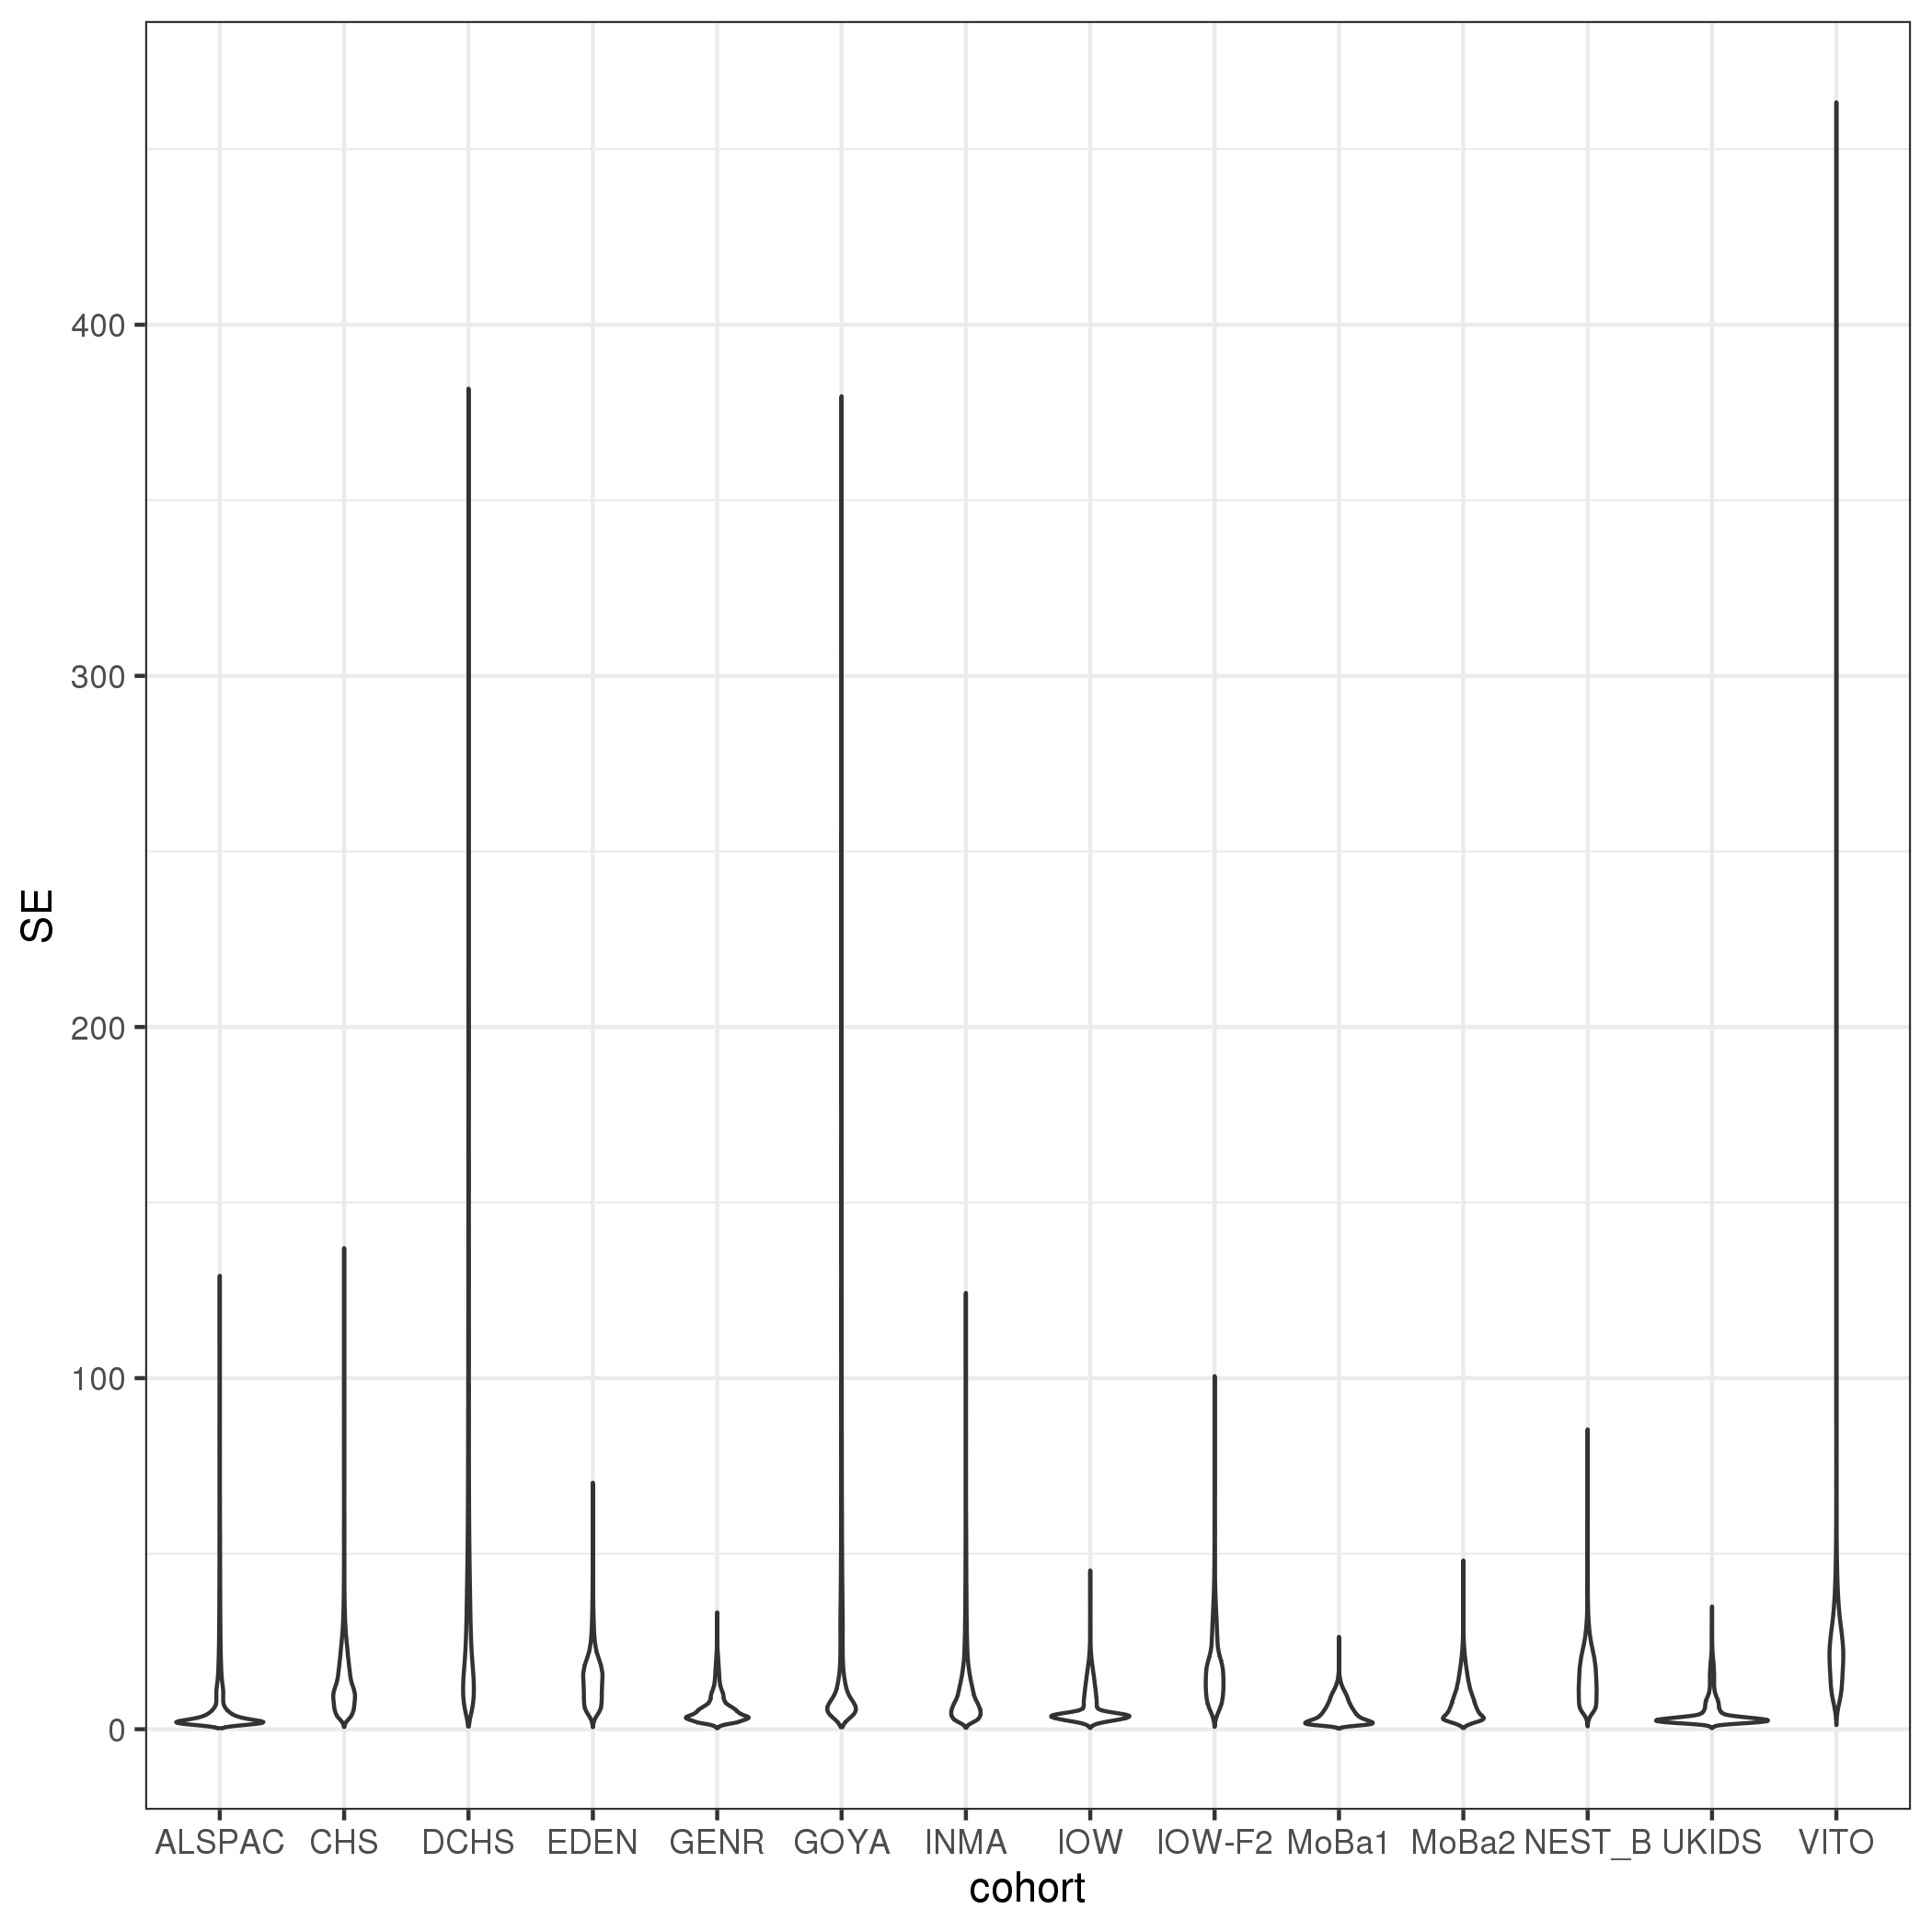 SE
400
300
200
100
0
ALSPAC CHS DCHS EDEN GENR GOYA INMA IOW IOW-F2 MoBa1 MoBa2 NEST_B UKIDS VITO
cohort